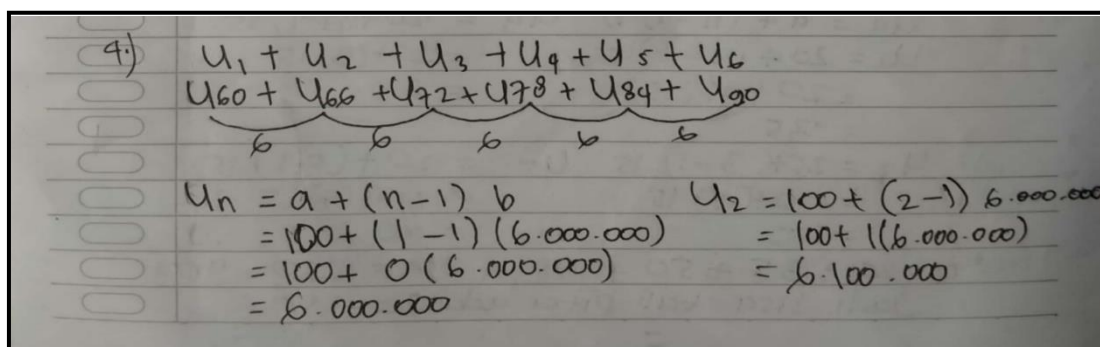 4.) U1 + U2 + U3 + U4 + U5 + U6
U60 + U66 + U72 + U78 + U84 + U90
6 6 6 6 6
Un = a + (n-1) b
= 100 + (1-1) (6.000.000)
= 100 + 0 (6.000.000)
= 6.000.000
U2 = 100 + (2-1) 6.000.000
= 100 + 1(6.000.000)
= 6.100.000